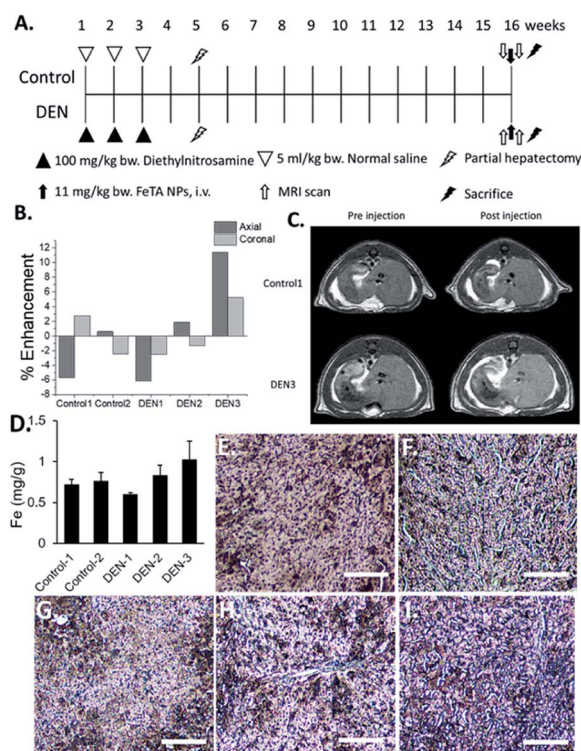 A.
1 2 3 4 5 6 7 8 9 10 11 12 13 14 15 16 weeks
Control
DEN
100 mg/kg bw. Diethylnitrosamine
5 ml/kg bw. Normal saline
Partial hepatectomy
11 mg/kg bw. FeTA NPs, i.v.
MRI scan
Sacrifice
B.
Axial
Coronal
% Enhancement
12
10
8
6
4
2
0
-2
-4
-6
-8
Control1 Control2 DEN1 DEN2 DEN3
C.
Pre injection Post injection
Control1
DEN3
D.
Fe (mg/g)
1.5
1
0.5
0
Control-1
Control-2
DEN-1
DEN-2
DEN-3
E.
F.
G.
H.
I.